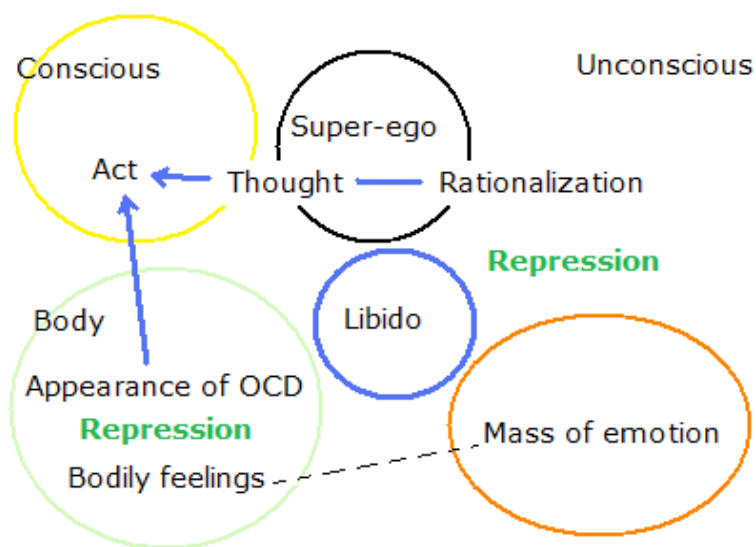 Conscious
Unconscious
Super-ego
Act
Thought
Rationalization
Repression
Body
Libido
Appearance of OCD
Repression
Mass of emotion
Bodily feelings